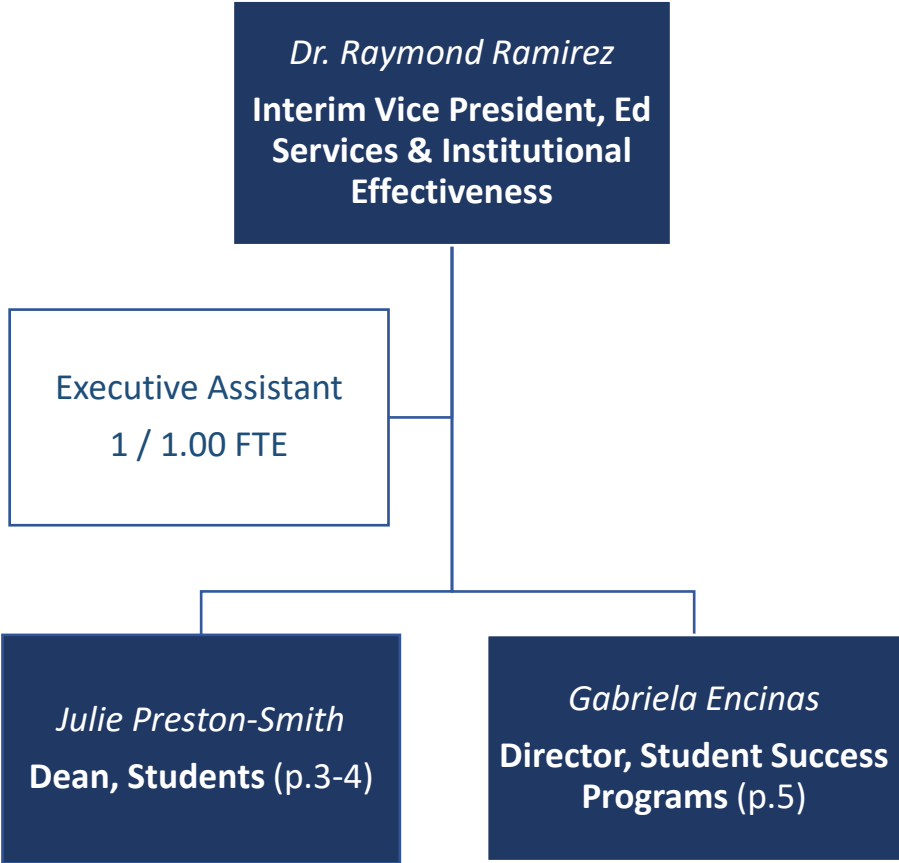 Dr. Raymond Ramirez
Interim Vice President, Ed
Services & Institutional
Effectiveness
Executive Assistant
1 / 1.00 FTE
Julie Preston-Smith
Dean, Students (p.3-4)
Gabriela Encinas
Director, Student Success
Programs (p.5)